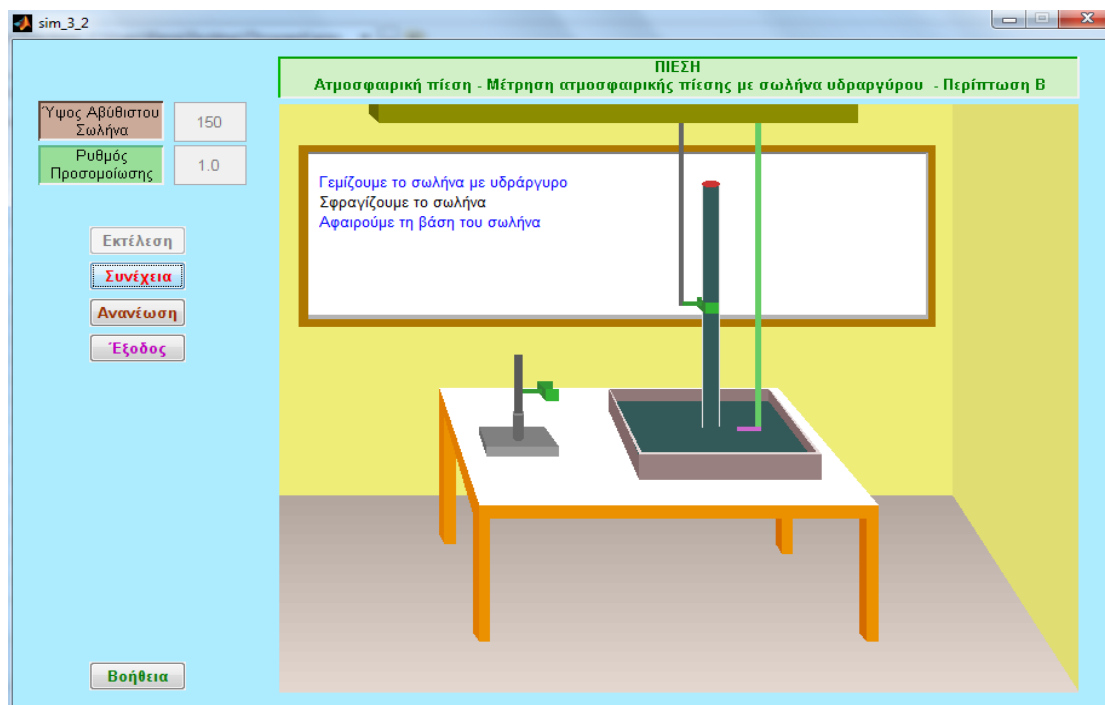 sim_3_2
ΠΙΕΣΗ
Ατμοσφαιρική πίεση - Μέτρηση ατμοσφαιρικής πίεσης με σωλήνα υδραργύρου - Περίπτωση Β
Ύψος Αβύθιστου
Σωλήνα
150
Ρυθμός
Προσομοίωσης
1.0
Εκτέλεση
Συνέχεια
Ανανέωση
Έξοδος
Γεμίζουμε το σωλήνα με υδράργυρο
Σφραγίζουμε το σωλήνα
Αφαιρούμε τη βάση του σωλήνα
Βοήθεια